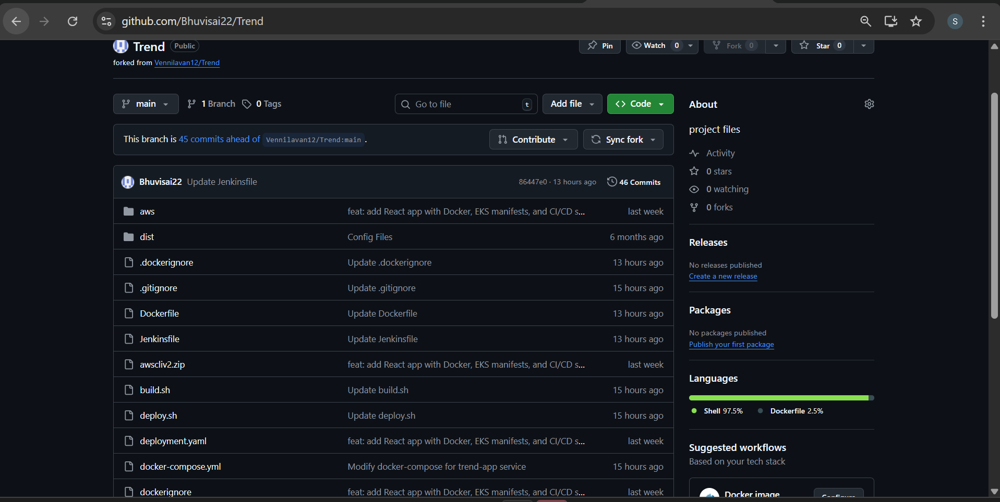 github.com/Bhuvisai22/Trend
S
Trend Public
Pin
Watch 0
Fork 0
Star 0
forked from Vennilavan12/Trend
main
1 Branch
0 Tags
Go to file t
Add file
<> Code
This branch is 45 commits ahead of Vennilavan12/Trend:main .
Contribute
Sync fork
Bhuvisai22 Update Jenkinsfile 86447e0 · 13 hours ago 46 Commits
aws feat: add React app with Docker, EKS manifests, and CI/CD s... last week
dist Config Files 6 months ago
.dockerignore Update .dockerignore 13 hours ago
.gitignore Update .gitignore 15 hours ago
Dockerfile Update Dockerfile 13 hours ago
Jenkinsfile Update Jenkinsfile 13 hours ago
awscliv2.zip feat: add React app with Docker, EKS manifests, and CI/CD s... last week
build.sh Update build.sh 15 hours ago
deploy.sh Update deploy.sh 15 hours ago
deployment.yaml feat: add React app with Docker, EKS manifests, and CI/CD s... last week
docker-compose.yml Modify docker-compose for trend-app service 15 hours ago
dockerignore feat: add React app with Docker, EKS manifests, and CI/CD s... last week
About
project files
Activity
0 stars
0 watching
0 forks
Releases
No releases published
Create a new release
Packages
No packages published
Publish your first package
Languages
Shell 97.5%
Dockerfile 2.5%
Suggested workflows
Based on your tech stack
Docker image
Configure